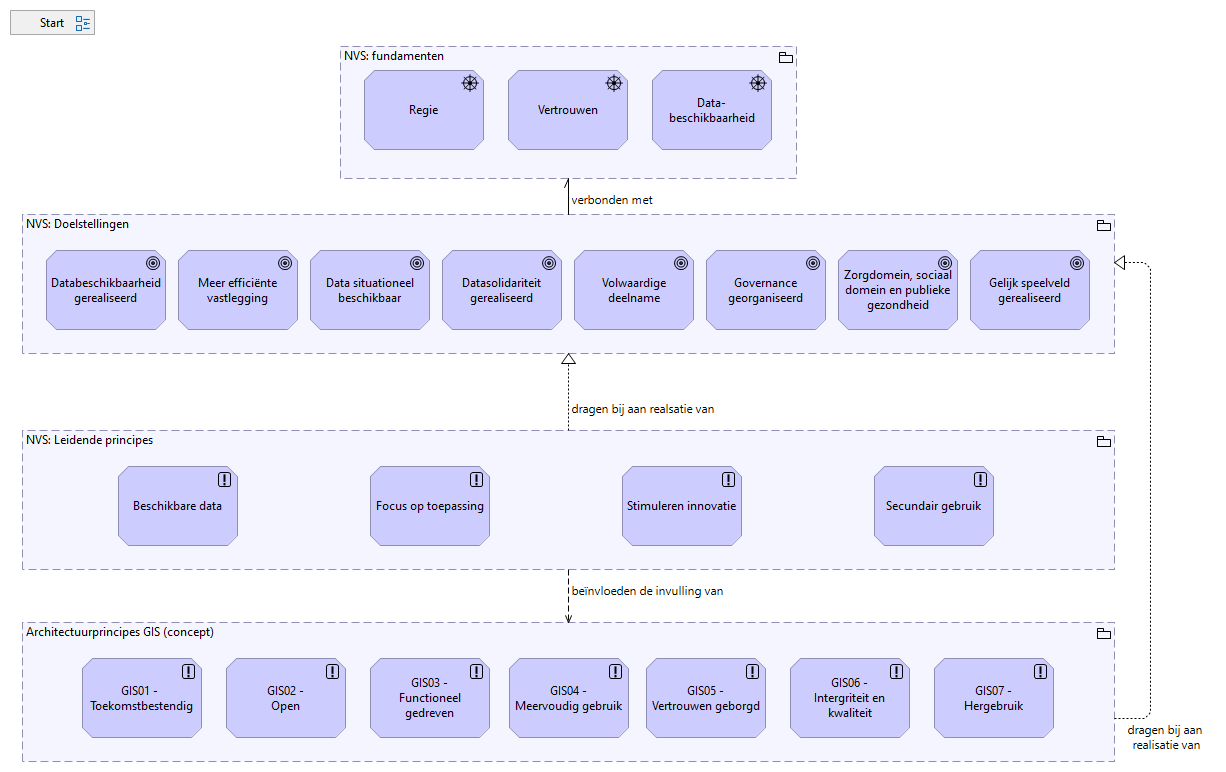 Start
NVS: fundamenten
Regie
Vertrouwen
Data-
beschikbaarheid
verbonden met
NVS: Doelstellingen
Databeschikbaarheid
gerealiseerd
Meer efficiënte
vastlegging
Data situationeel
beschikbaar
Datasolidariteit
gerealiseerd
Volwaardige
deelname
Governance
georganiseerd
Zorgdomein, sociaal
domein en publieke
gezondheid
Gelijk speelveld
gerealiseerd
dragen bij aan realsatie van
NVS: Leidende principes
Beschikbare data
Focus op toepassing
Stimuleren innovatie
Secundair gebruik
beïnvloeden de invulling van
Architectuurprincipes GIS (concept)
GIS01 -
Toekomstbestendig
GIS02 -
Open
GIS03 -
Functioneel
gedreven
GIS04 -
Meervoudig gebruik
GIS05 -
Vertrouwen geborgd
GIS06 -
Intergriteit en
kwaliteit
GIS07 -
Hergebruik
dragen bij aan
realisatie van